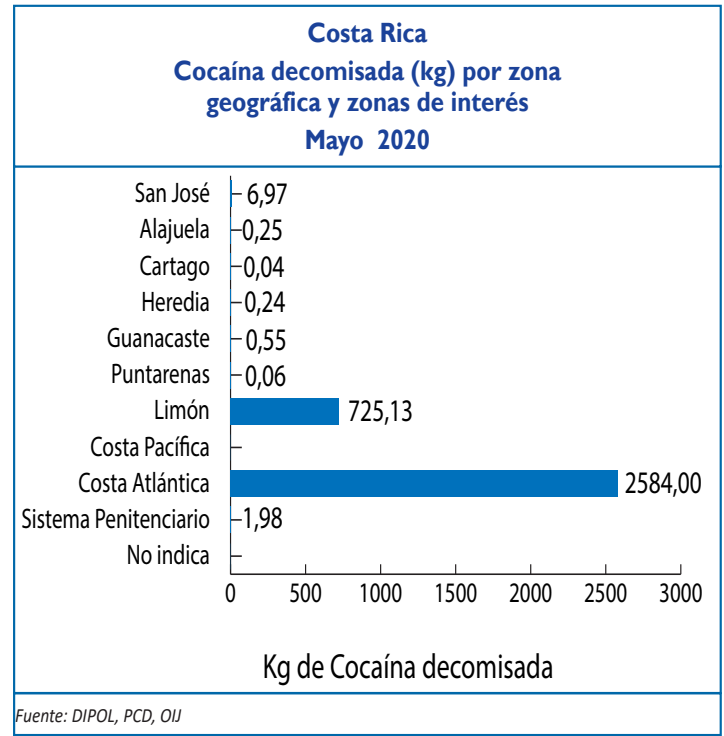 Costa Rica
Cocaína decomisada (kg) por zona
geográfica y zonas de interés
Mayo 2020
San José 6,97
Alajuela 0,25
Cartago 0,04
Heredia 0,24
Guanacaste 0,55
Puntarenas 0,06
Limón 725,13
Costa Pacífica
Costa Atlántica 2584,00
Sistema Penitenciario 1,98
No indica
0 500 1000 1500 2000 2500 3000
Kg de Cocaína decomisada
Fuente: DIPOL, PCD, OIJ